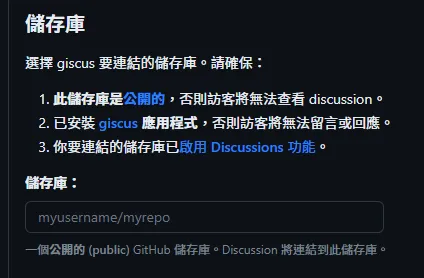 儲存庫
選擇 giscus 要連結的儲存庫。請確保：
1. 此儲存庫是公開的，否則訪客將無法查看 discussion。
2. 已安裝 giscus 應用程式，否則訪客將無法留言或回應。
3. 你要連結的儲存庫已啟用 Discussions 功能。
儲存庫：
myusername/myrepo
一個公開的 (public) GitHub 儲存庫。Discussion 將連結到此儲存庫。